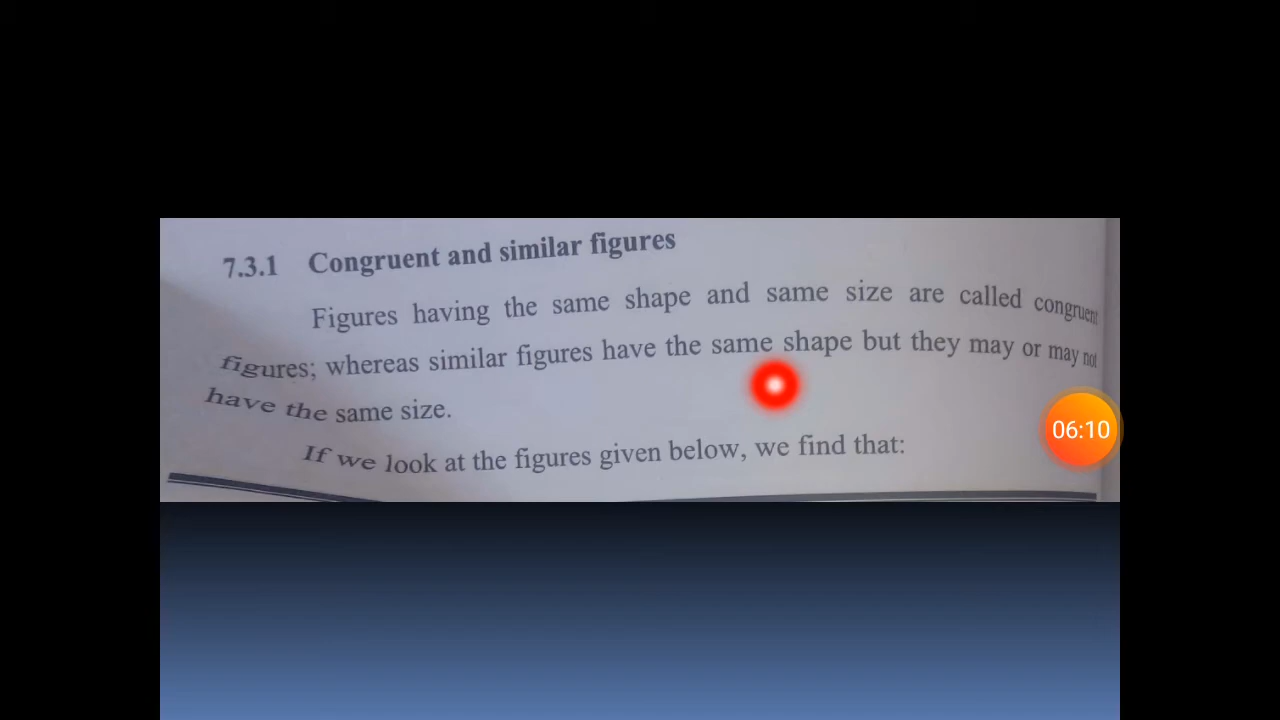 7.3.1 Congruent and similar figures
Figures having the same shape and same size are called congruent
figures; whereas similar figures have the same shape but they may or may not
have the same size.
If we look at the figures given below, we find that:
06:10